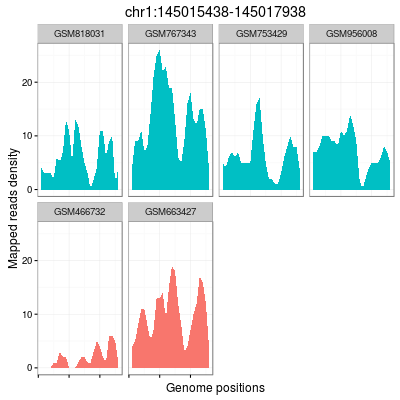 chr1:145015438-145017938
GSM818031 GSM767343 GSM753429 GSM956008
20
10
0
GSM466732 GSM663427
20
10
0
Mapped reads density
Genome positions